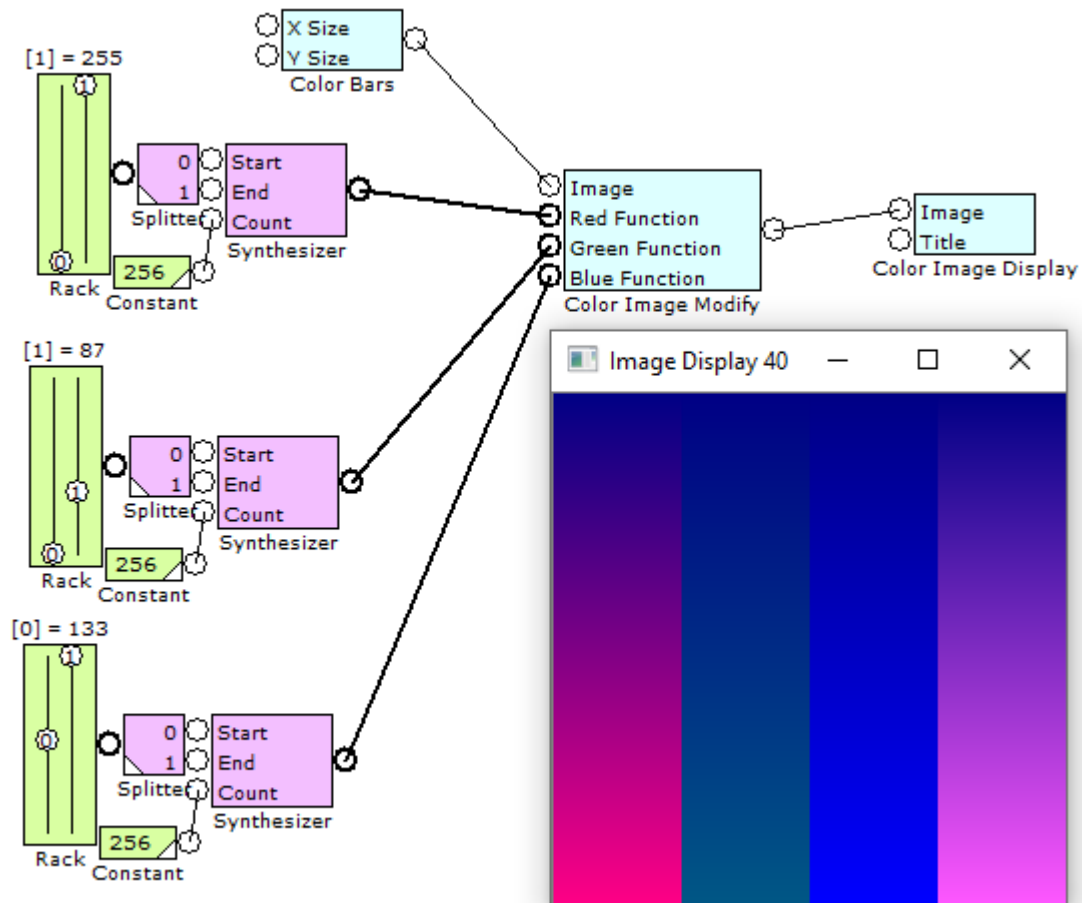 X Size
Y Size
Color Bars
[1] = 255
1
0
Rack
0
1
Splitter
Start
End
Count
Synthesizer
256
Constant
Image
Red Function
Green Function
Blue Function
Color Image Modify
Image
Title
Color Image Display
[1] = 87
1
0
Rack
0
1
Splitter
Start
End
Count
Synthesizer
256
Constant
Image Display 40
[0] = 133
1
0
Rack
0
1
Splitter
Start
End
Count
Synthesizer
256
Constant